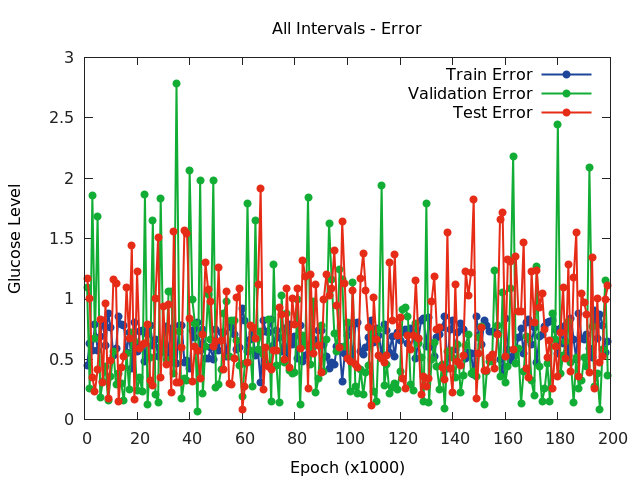 All Intervals - Error
Train Error
Validation Error
Test Error
3
2.5
2
1.5
1
0.5
0
Glucose Level
0 20 40 60 80 100 120 140 160 180 200
Epoch (x1000)